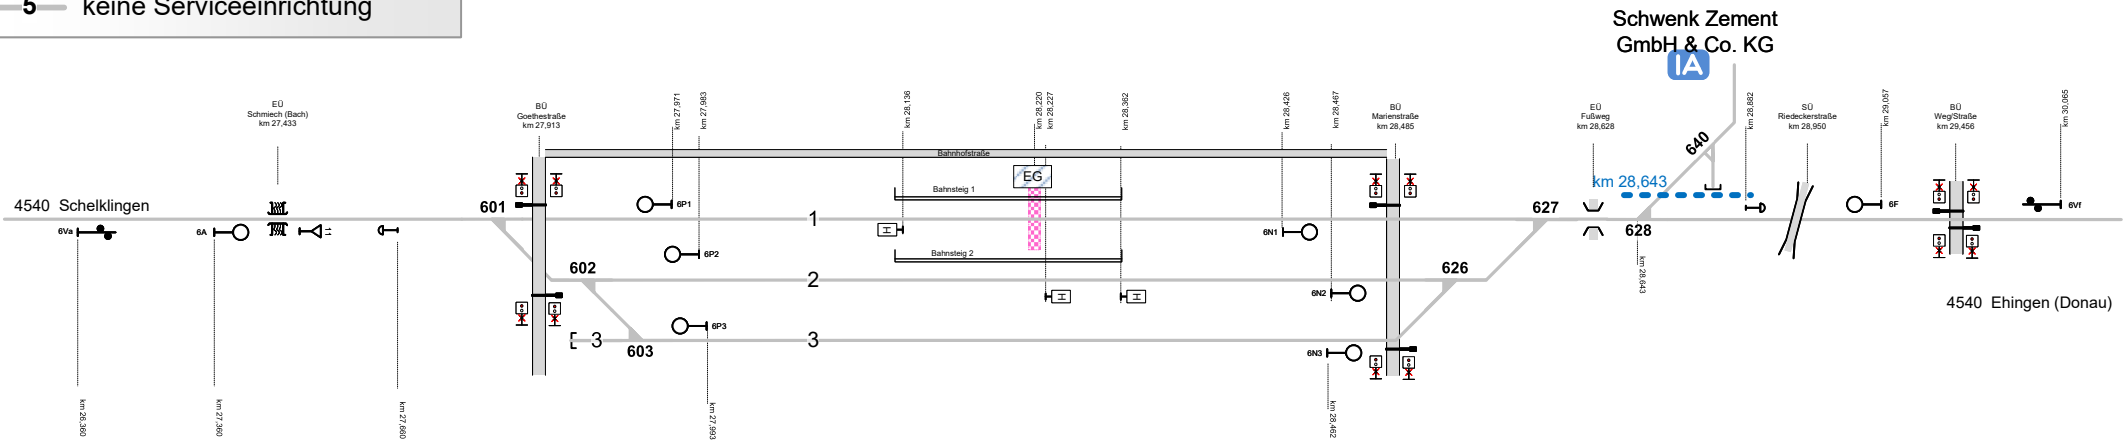 5 keine Serviceeinrichtung
Schwenk Zement
GmbH & Co. KG
IA
EÜ
Schmiech (Bach)
km 27,433
BÜ
Goethestraße
km 27,913
km 27,971
km 27,983
km 28,136
km 28,220
km 28,227
km 28,362
km 28,426
km 28,467
BÜ
Marienstraße
km 28,485
EÜ
Fußweg
km 28,628
640
km 28,882
SÜ
Riedeckerstraße
km 28,950
km 29,057
BÜ
Weg/Straße
km 29,456
km 30,065
Bahnhofstraße
EG
km 28,643
Bahnsteig 1
4540 Schelklingen
601
6P1
1
H
6N1
627
628
6F
6Vf
6Va
6A
602
6P2
Bahnsteig 2
2
H
H
6N2
626
km 28,643
4540 Ehingen (Donau)
3
603
6P3
3
6N3
km 26,360
km 27,360
km 27,660
km 27,993
km 28,462